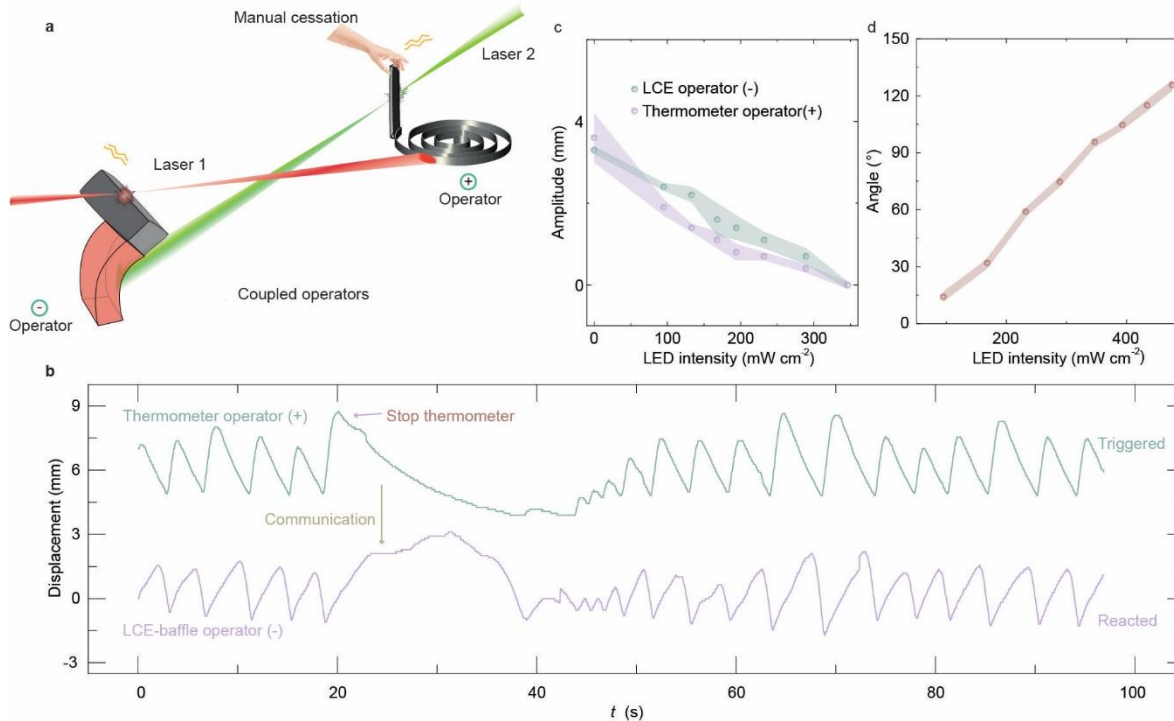 a
Manual cessation
Laser 2
Laser 1
+
Operator
-
Operator
Coupled operators
c
LCE operator (-)
Thermometer operator(+)
4
0
Amplitude (mm)
0 100 200 300
LED intensity (mW cm-2)
d
150
120
90
60
30
0
Angle (°)
200 400
LED intensity (mW cm-2)
b
9
6
3
0
-3
Displacement (mm)
Thermometer operator (+)
Stop thermometer
Triggered
Communication
LCE-baffle operator (-)
Reacted
0 20 40 60 80 100
t (s)